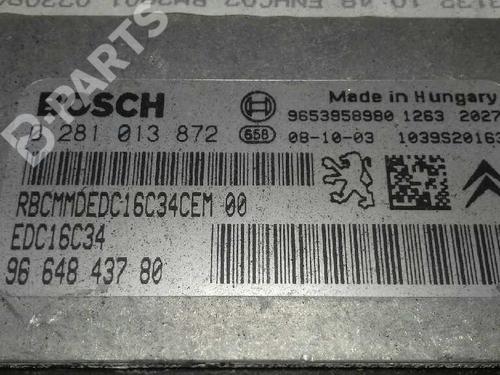 B-PARTS
BOSCH
Made in Hungary
9653958980 1263 2027
0 281 013 872
658
08-10-03
1039S20163
RBCMMDEDC16C34CEM 00
EDC16C34
96 648 437 80